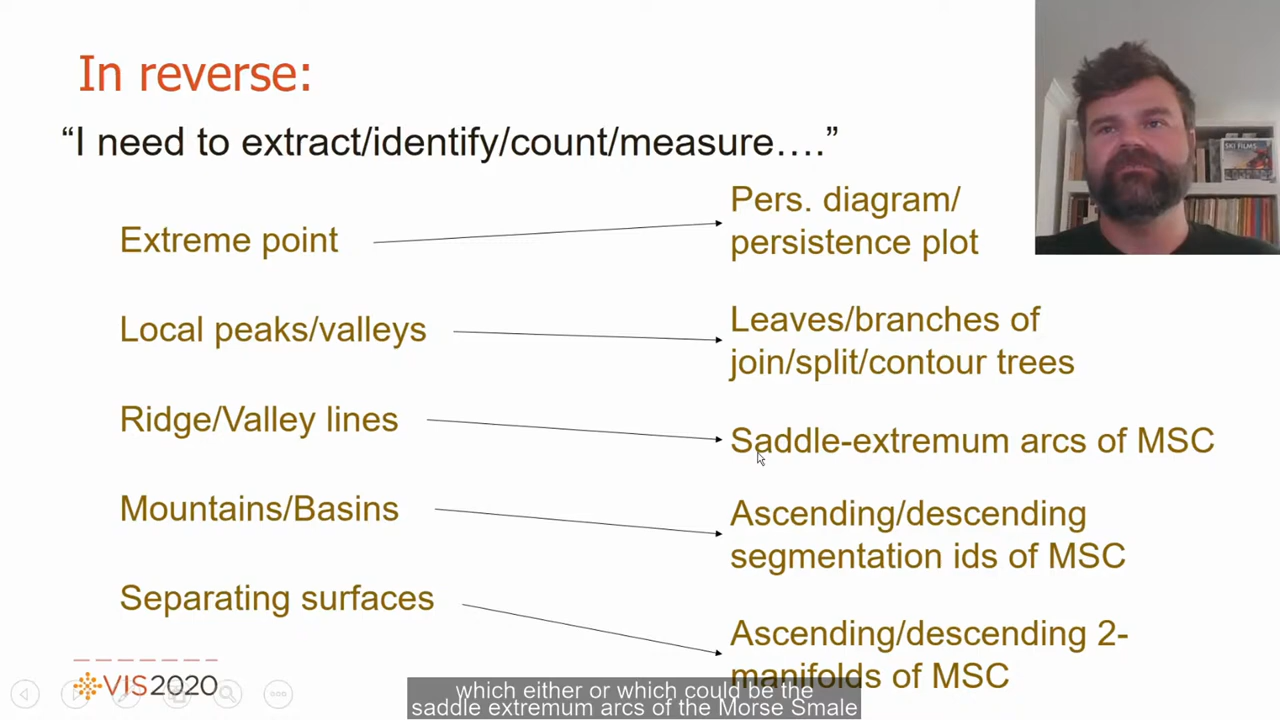 In reverse:
“I need to extract/identify/count/measure….”
Extreme point
Pers. diagram/
persistence plot
Local peaks/valleys
Leaves/branches of
join/split/contour trees
Ridge/Valley lines
Saddle-extremum arcs of MSC
Mountains/Basins
Ascending/descending
segmentation ids of MSC
Separating surfaces
Ascending/descending 2-
manifolds of MSC
VIS2020
which either or which could be the
saddle extremum arcs of the Morse Smale
SKI FILMS